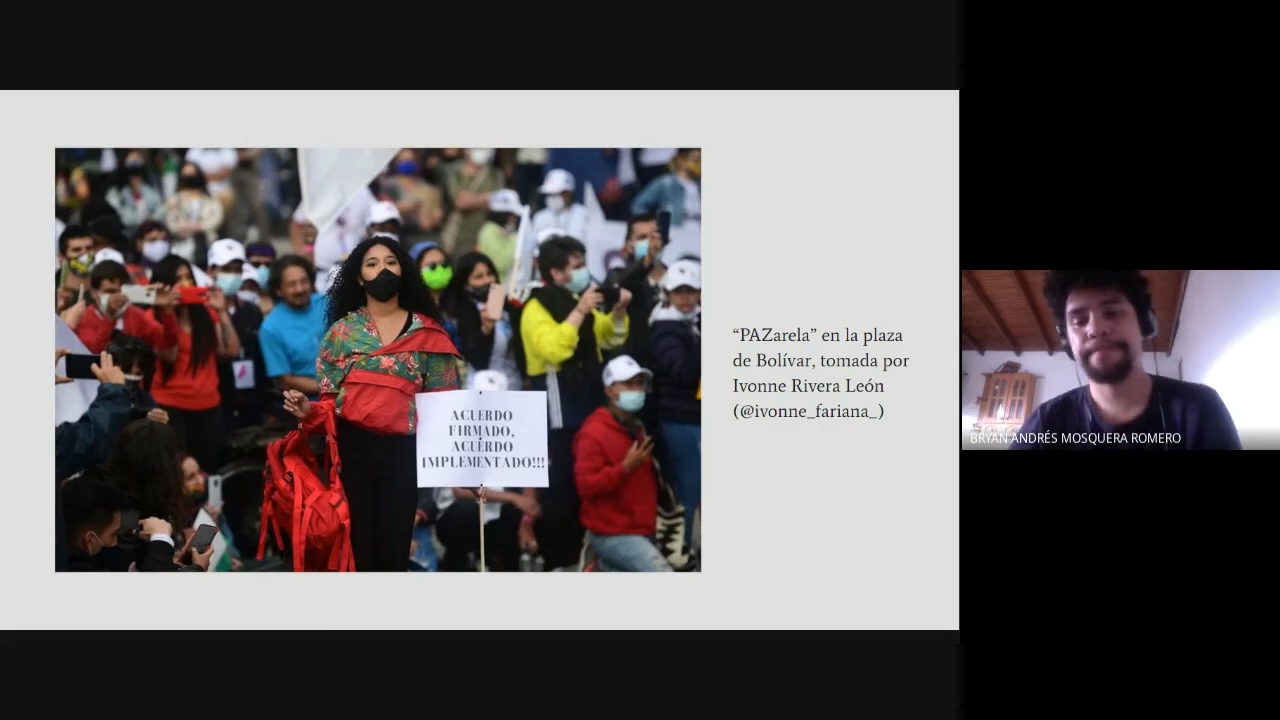 ACUERDO
FIRMADO,
ACUERDO
IMPLEMENTADO!!!
“PAZarela” en la plaza
de Bolívar, tomada por
Ivonne Rivera León
(@ivonne_fariana_)
BRYAN ANDRÉS MOSQUERA ROMERO